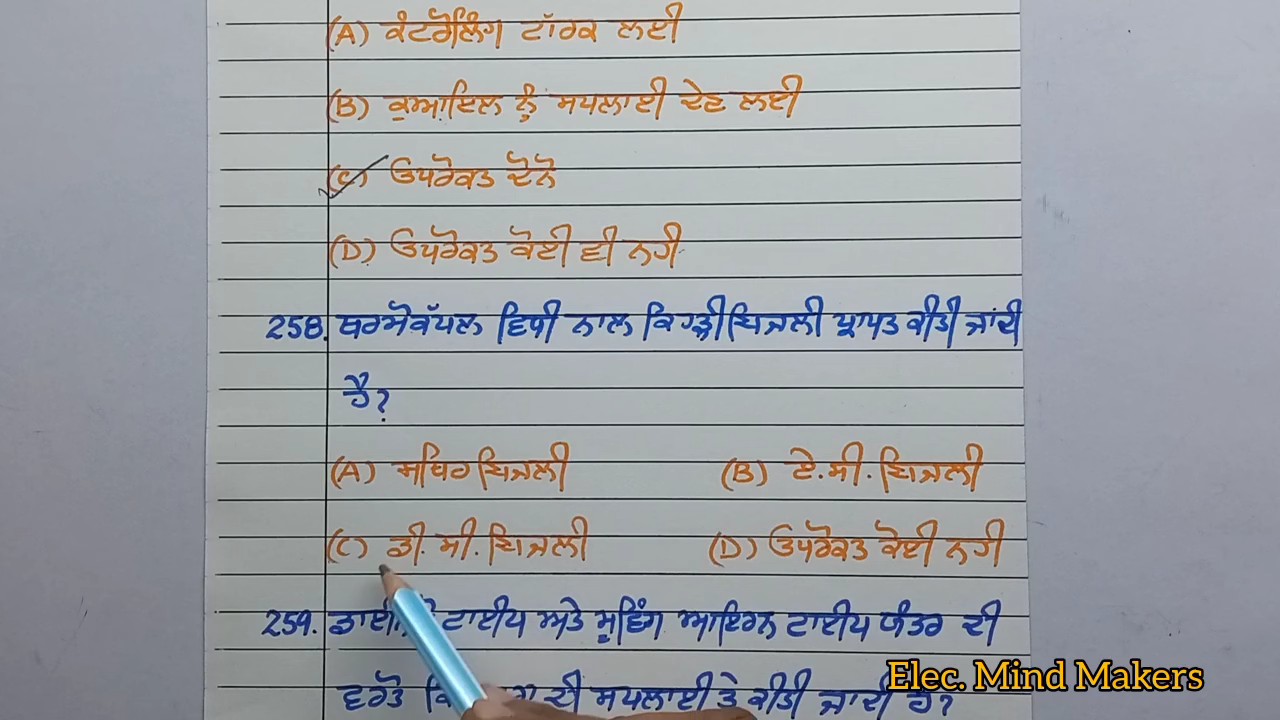 (A) ਕੰਟਰੋਲਿੰਗ ਟਾੱਰਕ ਲਈ
(B) ਕੁਆਇਲ ਨੂੰ ਸਪਲਾਈ ਦੇਣ ਲਈ
(C) ਉਪਰੋਕਤ ਦੋਨੋ
(D) ਉਪਰੋਕਤ ਕੋਈ ਵੀ ਨਹੀ
258. ਥਰਮੋਕੱਪਲ ਵਿਧੀ ਨਾਲ ਕਿਹੜੀ ਬਿਜਲੀ ਪ੍ਰਾਪਤ ਕੀਤੀ ਜਾਂਦੀ
ਹੈ?
(A) ਸਥਿਰ ਬਿਜਲੀ (B) ਏ.ਸੀ. ਬਿਜਲੀ
(C) ਡੀ.ਸੀ. ਬਿਜਲੀ (D) ਉਪਰੋਕਤ ਕੋਈ ਨਹੀ
259. ਟਾਈਪ ਅਤੇ ਮੂਵਿੰਗ ਆਇਰਨ ਟਾਈਪ ਯੰਤਰ ਦੀ
ਵਰਤੋ ਦੀ ਸਪਲਾਈ ਤੇ ਕੀਤੀ ਜਾਂਦੀ ਹੈ?
Elec. Mind Makers